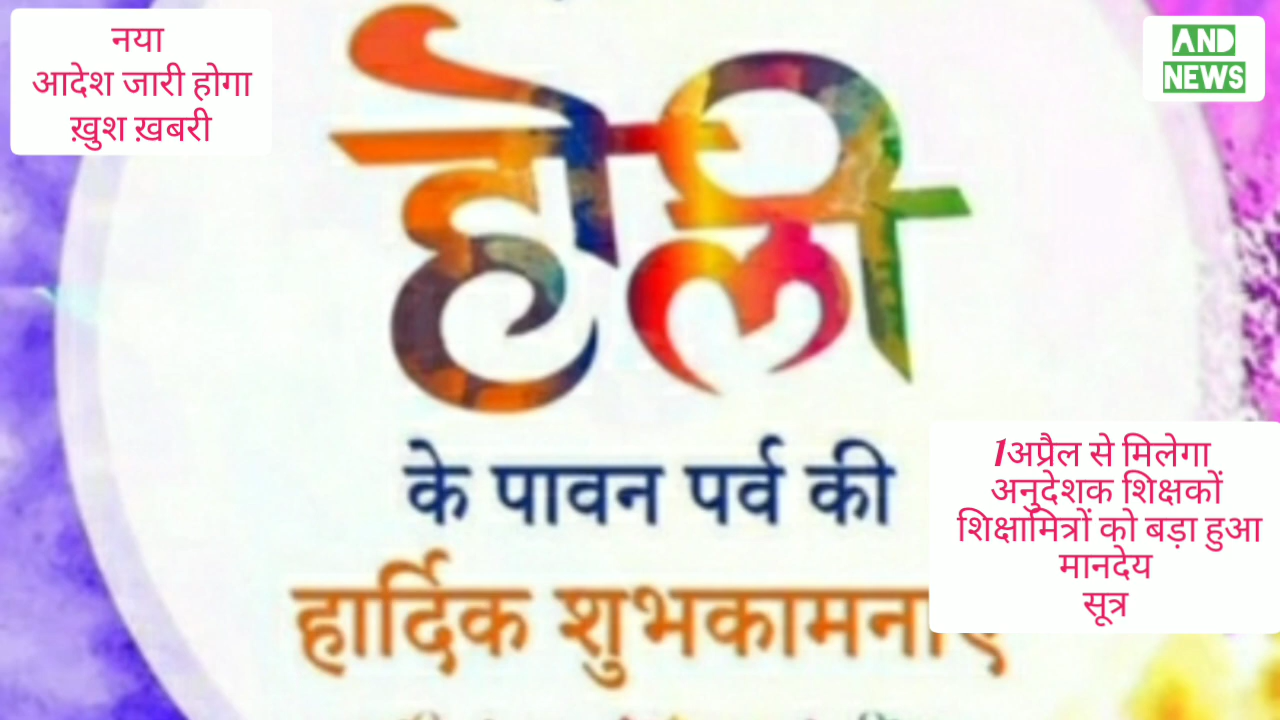 नया
आदेश जारी होगा
ख़ुश ख़बरी
AND
NEWS
होली
के पावन पर्व की
हार्दिक शुभकामनाएं
1अप्रैल से मिलेगा
अनुदेशक शिक्षकों
शिक्षामित्रों को बड़ा हुआ
मानदेय
सूत्र